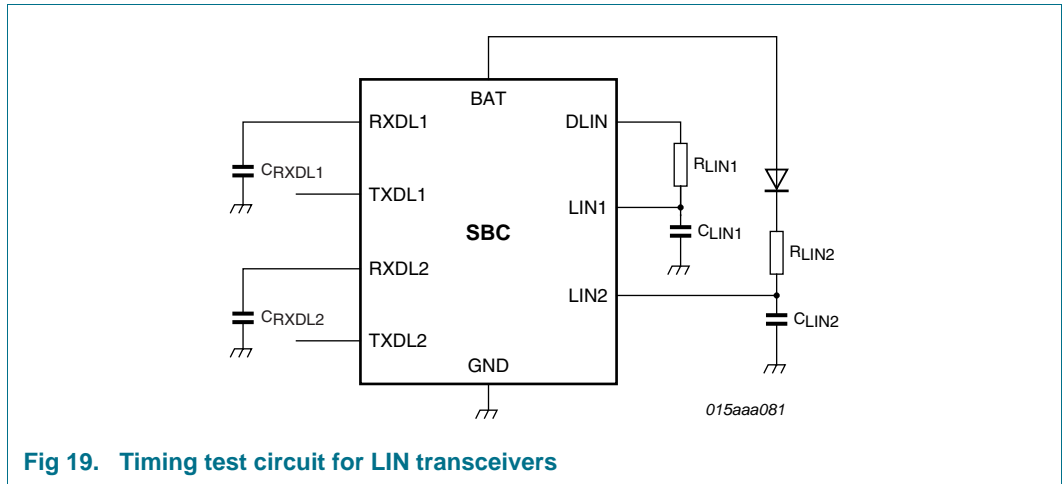 BAT
RXDL1
DLIN
CRXDL1
RLIN1
TXDL1
LIN1
SBC
CLIN1
RLIN2
RXDL2
LIN2
CRXDL2
CLIN2
TXDL2
GND
015aaa081
Fig 19. Timing test circuit for LIN transceivers